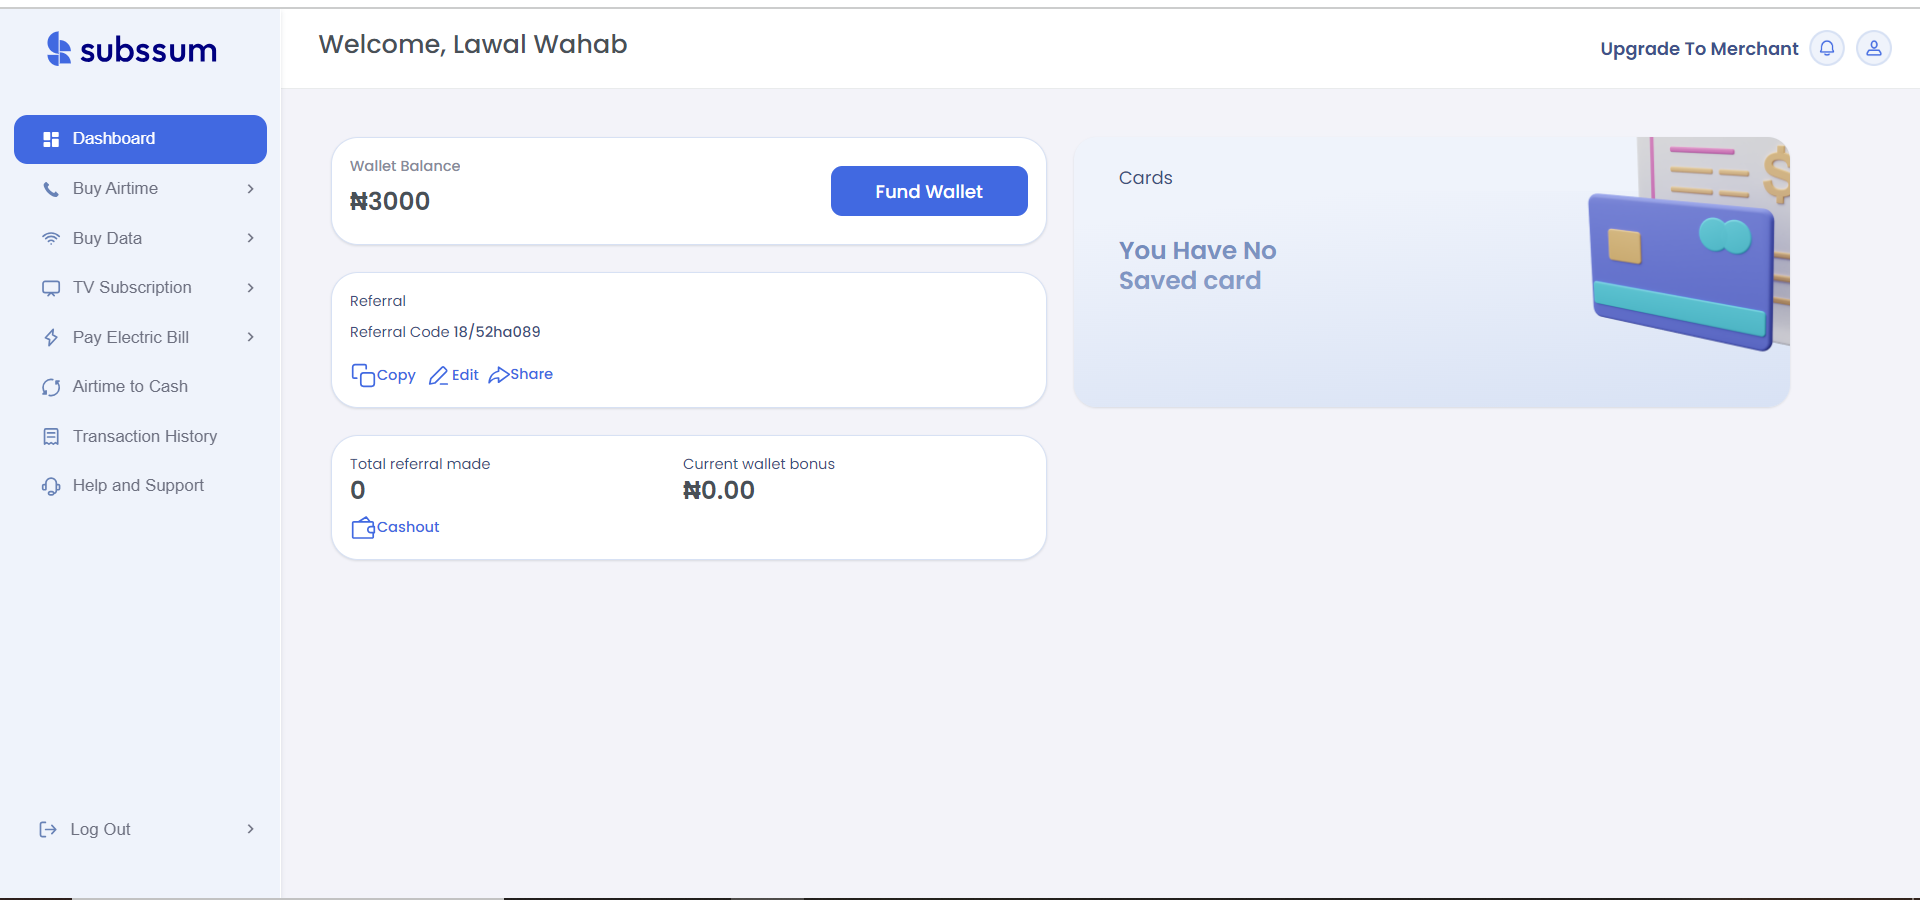 subssum
Welcome, Lawal Wahab
Upgrade To Merchant
Dashboard
Buy Airtime
Buy Data
TV Subscription
Pay Electric Bill
Airtime to Cash
Transaction History
Help and Support
Log Out
Wallet Balance
₦3000
Fund Wallet
Referral
Referral Code 18/52ha089
Copy Edit Share
Total referral made
0
Cashout
Current wallet bonus
₦0.00
Cards
You Have No
Saved card
$